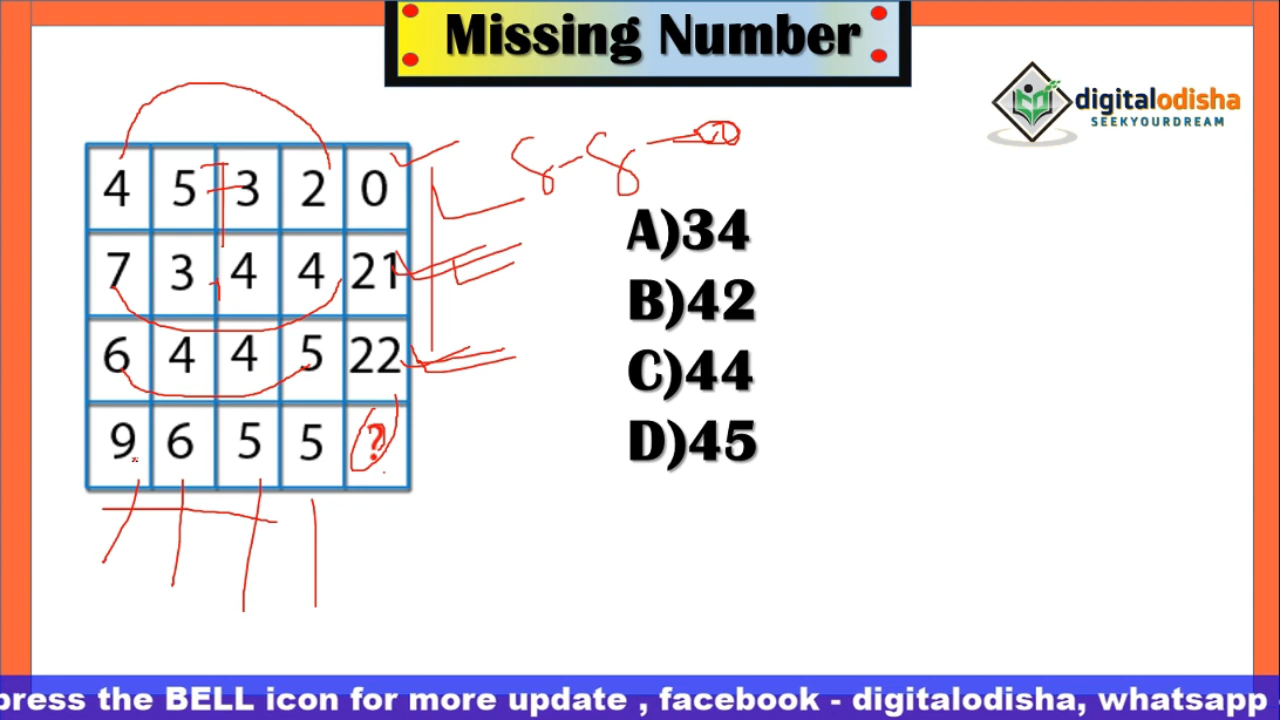 Missing Number
digitalodisha
SEEKYOURDREAM
4 5 3 2 0
7 3 4 4 21
6 4 4 5 22
9 6 5 5 ?
A)34
B)42
C)44
D)45
press the BELL icon for more update , facebook - digitalodisha, whatsapp